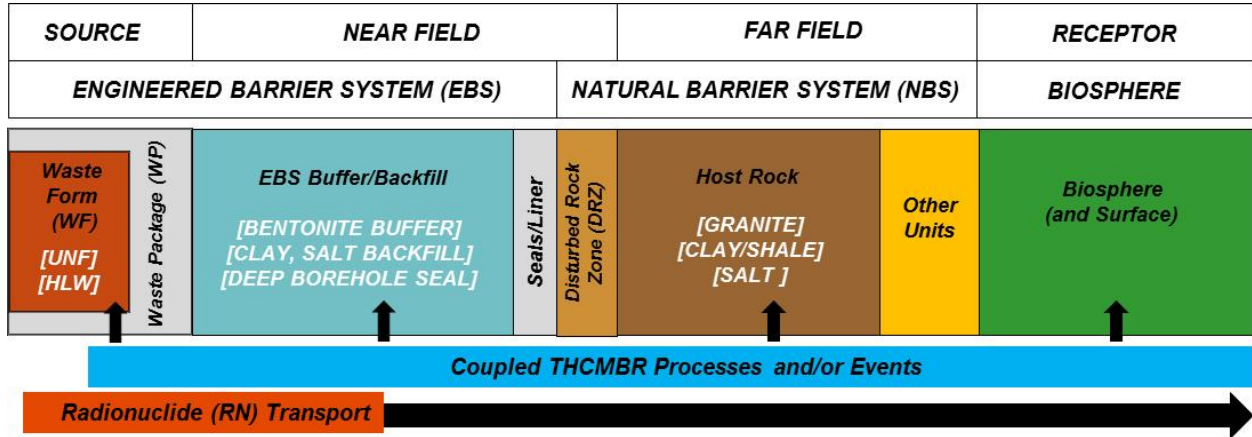 SOURCE
NEAR FIELD
FAR FIELD
RECEPTOR
ENGINEERED BARRIER SYSTEM (EBS)
NATURAL BARRIER SYSTEM (NBS)
BIOSPHERE
Waste
Form
(WF)
[UNF]
[HLW]
Waste Package (WP)
EBS Buffer/Backfill
[BENTONITE BUFFER]
[CLAY, SALT BACKFILL]
[DEEP BOREHOLE SEAL]
Seals/Liner
Disturbed Rock
Zone (DRZ)
Host Rock
[GRANITE]
[CLAY/SHALE]
[SALT ]
Other
Units
Biosphere
(and Surface)
Coupled THCMBR Processes and/or Events
Radionuclide (RN) Transport